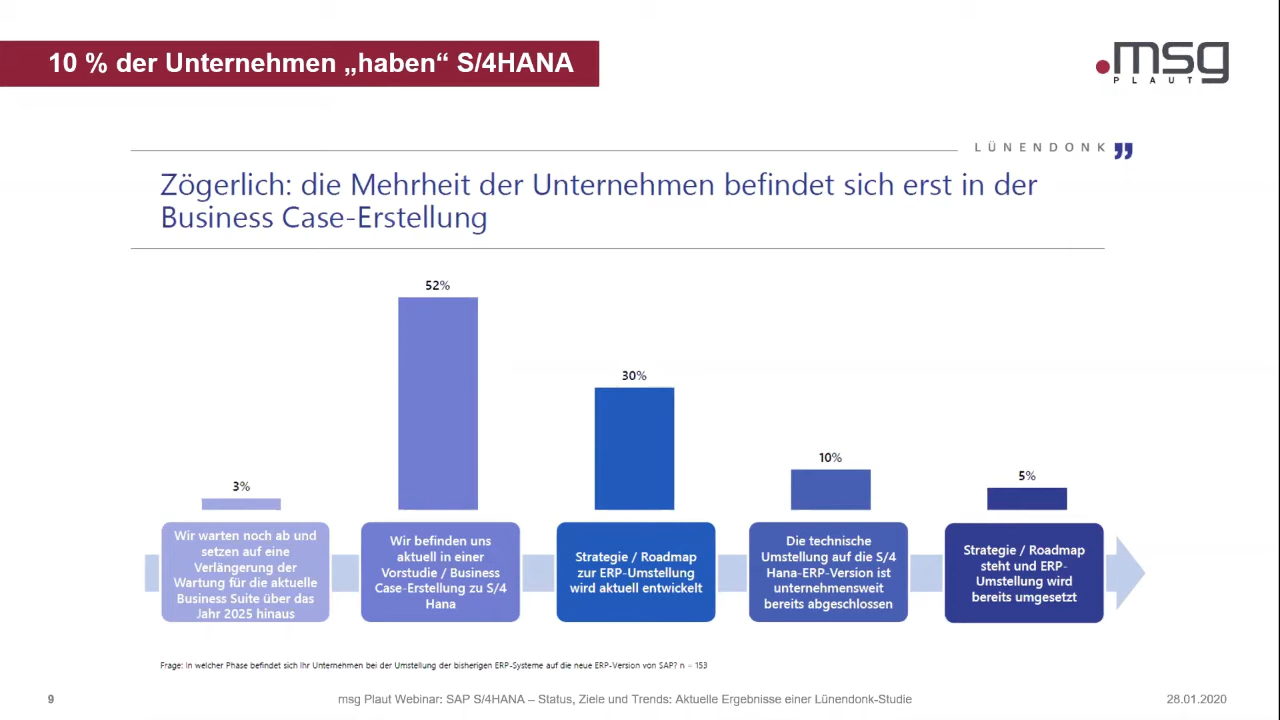 10 % der Unternehmen „haben“ S/4HANA
.msg
PLAUT
LÜNENDONK
Zögerlich: die Mehrheit der Unternehmen befindet sich erst in der
Business Case-Erstellung
3%
52%
30%
10%
5%
Wir warten noch ab und
setzen auf eine
Verlängerung der
Wartung für die aktuelle
Business Suite über das
Jahr 2025 hinaus
Wir befinden uns
aktuell in einer
Vorstudie / Business
Case-Erstellung zu S/4
Hana
Strategie / Roadmap
zur ERP-Umstellung
wird aktuell entwickelt
Die technische
Umstellung auf die S/4
Hana-ERP-Version ist
unternehmensweit
bereits abgeschlossen
Strategie / Roadmap
steht und ERP-
Umstellung wird
bereits umgesetzt
Frage: In welcher Phase befindet sich Ihr Unternehmen bei der Umstellung der bisherigen ERP-Systeme auf die neue ERP-Version von SAP? n = 153
9
msg Plaut Webinar: SAP S/4HANA – Status, Ziele und Trends: Aktuelle Ergebnisse einer Lünendonk-Studie
28.01.2020